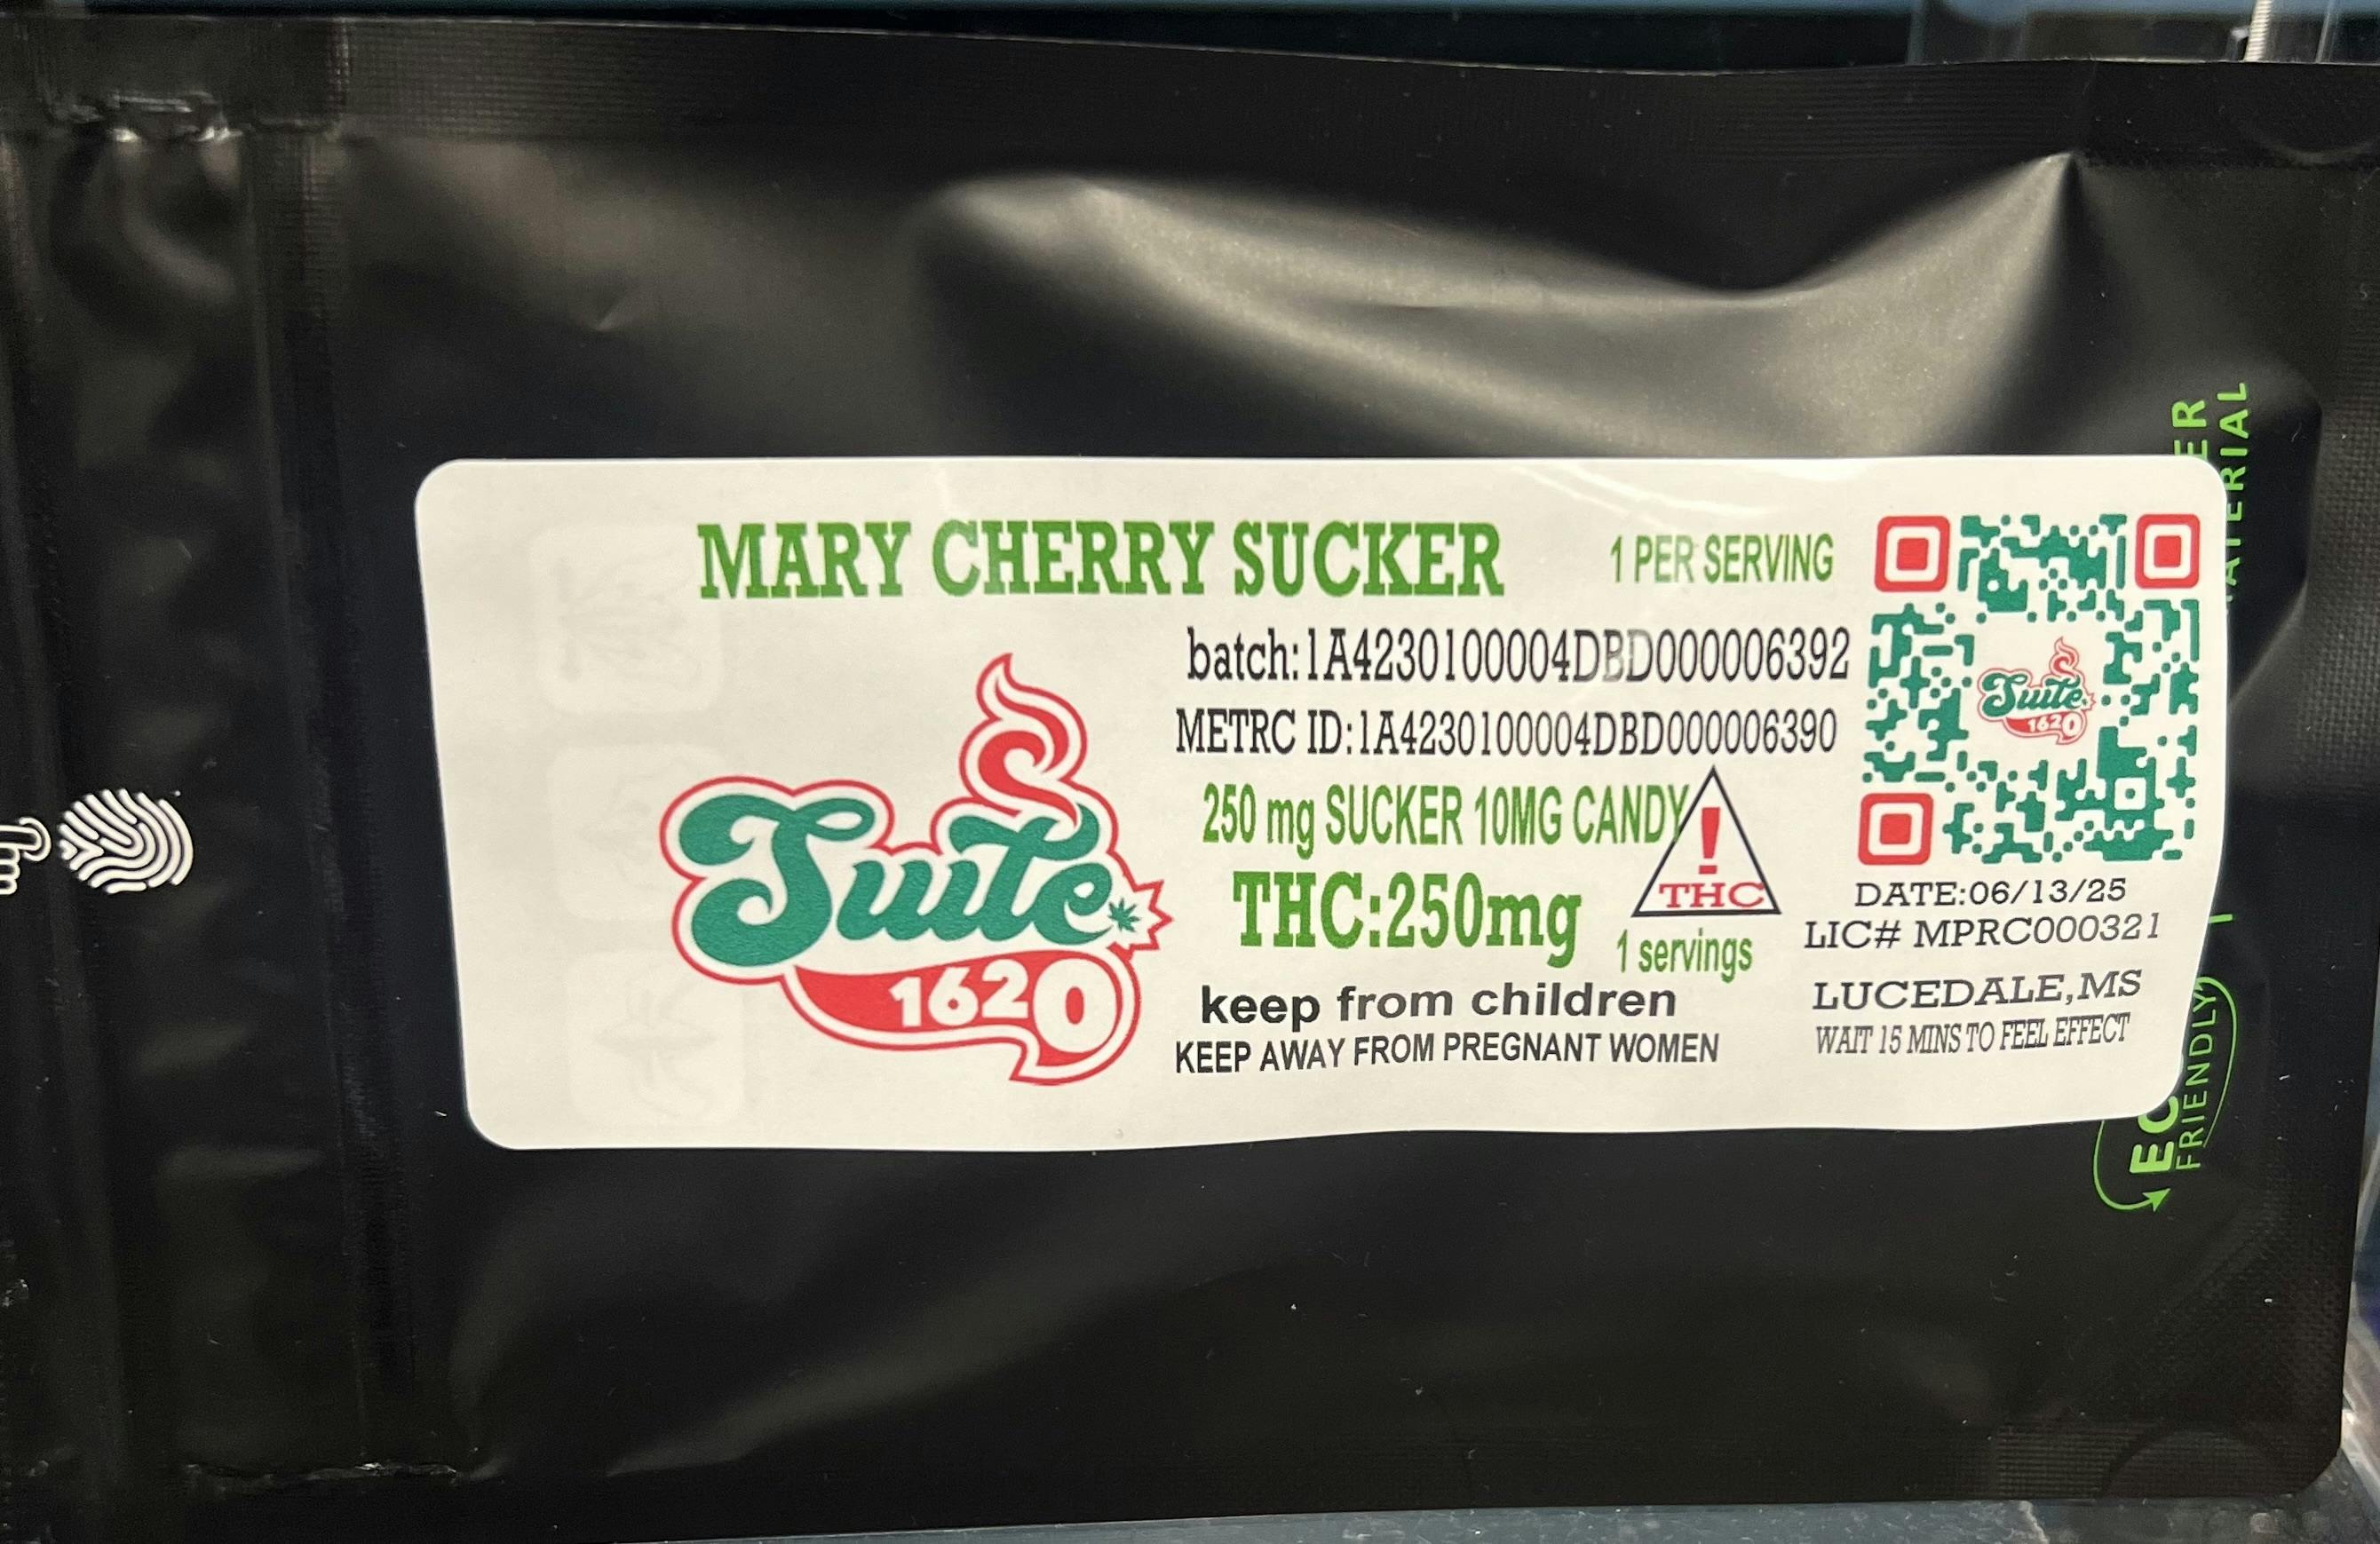 MARY CHERRY SUCKER
1 PER SERVING
batch:1A4230100004DBD000006392
METRC ID:1A4230100004DBD000006390
250 mg SUCKER 10MG CANDY
THC:250mg
!
THC
1 servings
keep from children
KEEP AWAY FROM PREGNANT WOMEN
Suite
1620
Suite
1620
DATE:06/13/25
LIC# MPRC000321
LUCEDALE,MS
WAIT 15 MINS TO FEEL EFFECT
FRIENDLY